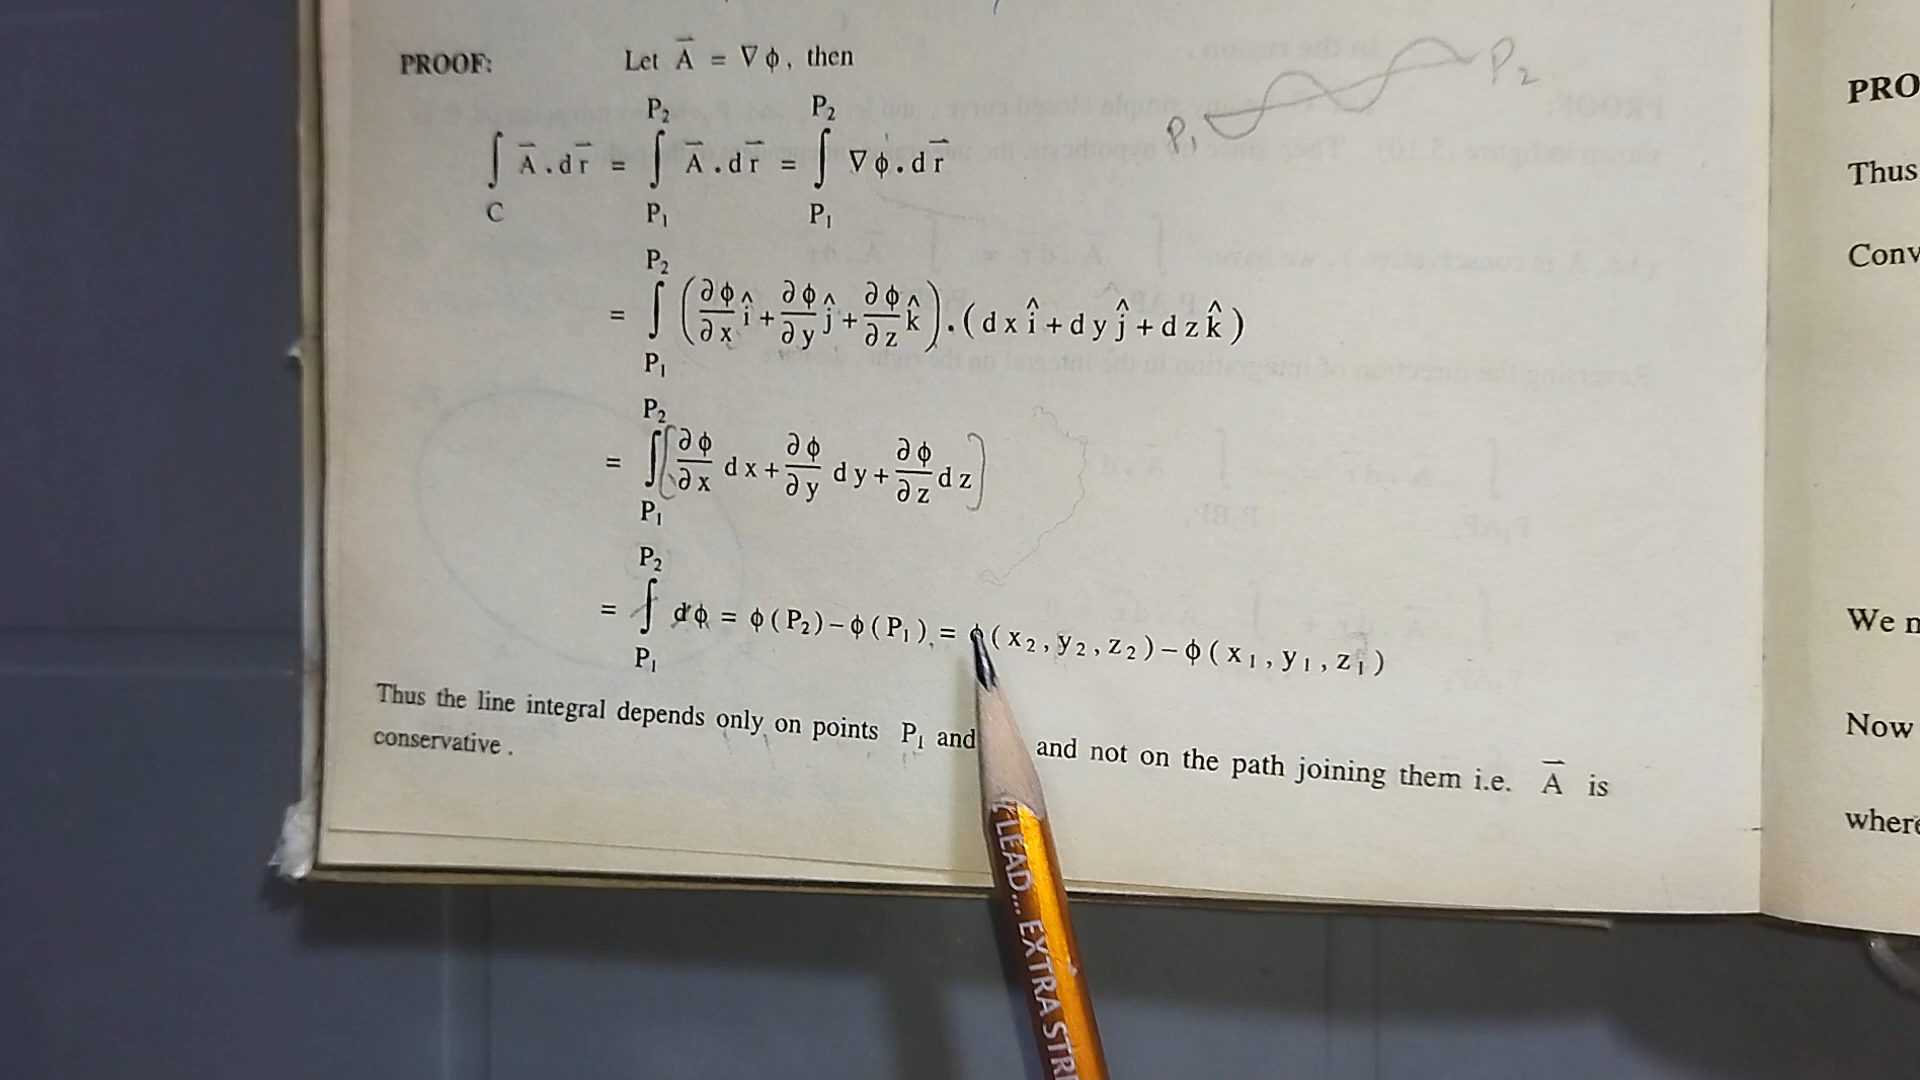 PROOF: Let A⃗ = ∇ϕ, then
∫_C A⃗ . d r⃗ = ∫_{P₁}^{P₂} A⃗ . d r⃗ = ∫_{P₁}^{P₂} ∇ϕ . d r⃗
P₁ P₂
= ∫_{P₁}^{P₂} (∂ϕ/∂x î + ∂ϕ/∂y ĵ + ∂ϕ/∂z k̂) . (dx î + dy ĵ + dz k̂)
= ∫_{P₁}^{P₂} [∂ϕ/∂x dx + ∂ϕ/∂y dy + ∂ϕ/∂z dz]
= ∫_{P₁}^{P₂} dϕ = ϕ(P₂) – ϕ(P₁) = ϕ(x₂, y₂, z₂) – ϕ(x₁, y₁, z₁)
Thus the line integral depends only on points P₁ and and not on the path joining them i.e. A⃗ is
conservative .
PRO
Thus
Conv
We
Now
where
LEAD... EXTRA STR